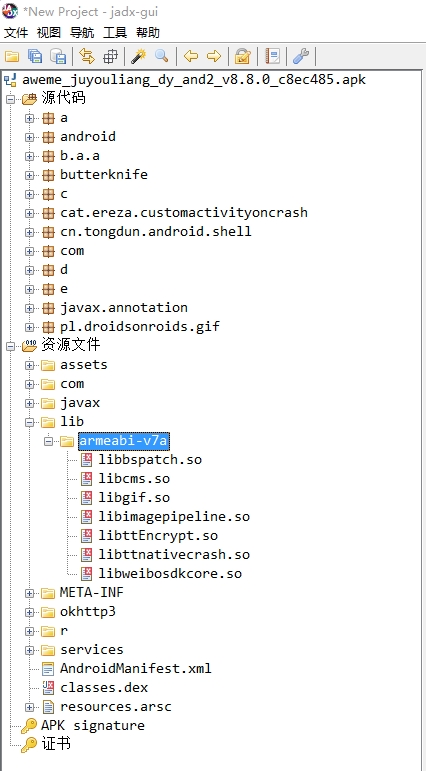 *New Project - jadx-gui
文件 视图 导航 工具 帮助
aweme_juyouliang_dy_and2_v8.8.0_c8ec485.apk
源代码
a
android
b.a.a
butterknife
c
cat.ereza.customactivityoncrash
cn.tongdun.android.shell
com
d
e
javax.annotation
pl.droidsonroids.gif
资源文件
assets
com
javax
lib
armeabi-v7a
libbspatch.so
libcms.so
libgif.so
libimagepipeline.so
libttEncrypt.so
libttnativecrash.so
libweibosdkcore.so
META-INF
okhttp3
r
services
AndroidManifest.xml
classes.dex
resources.arsc
APK signature
证书